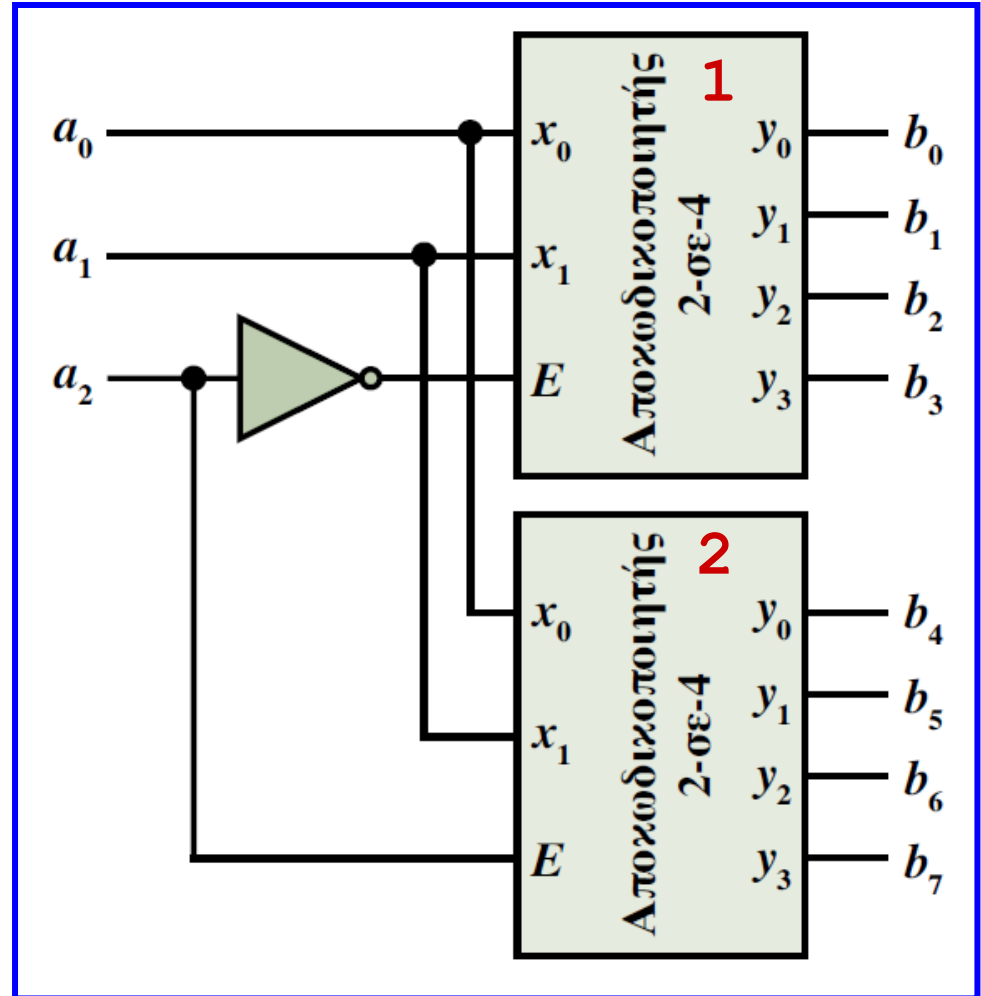 1
a₀ x₀ y₀ b₀
y₁ b₁
a₁ x₁
y₂ b₂
a₂ E y₃ b₃
Αποκωδικοποιητής
2-σε-4
2
x₀ y₀ b₄
y₁ b₅
x₁
y₂ b₆
E y₃ b₇
Αποκωδικοποιητής
2-σε-4